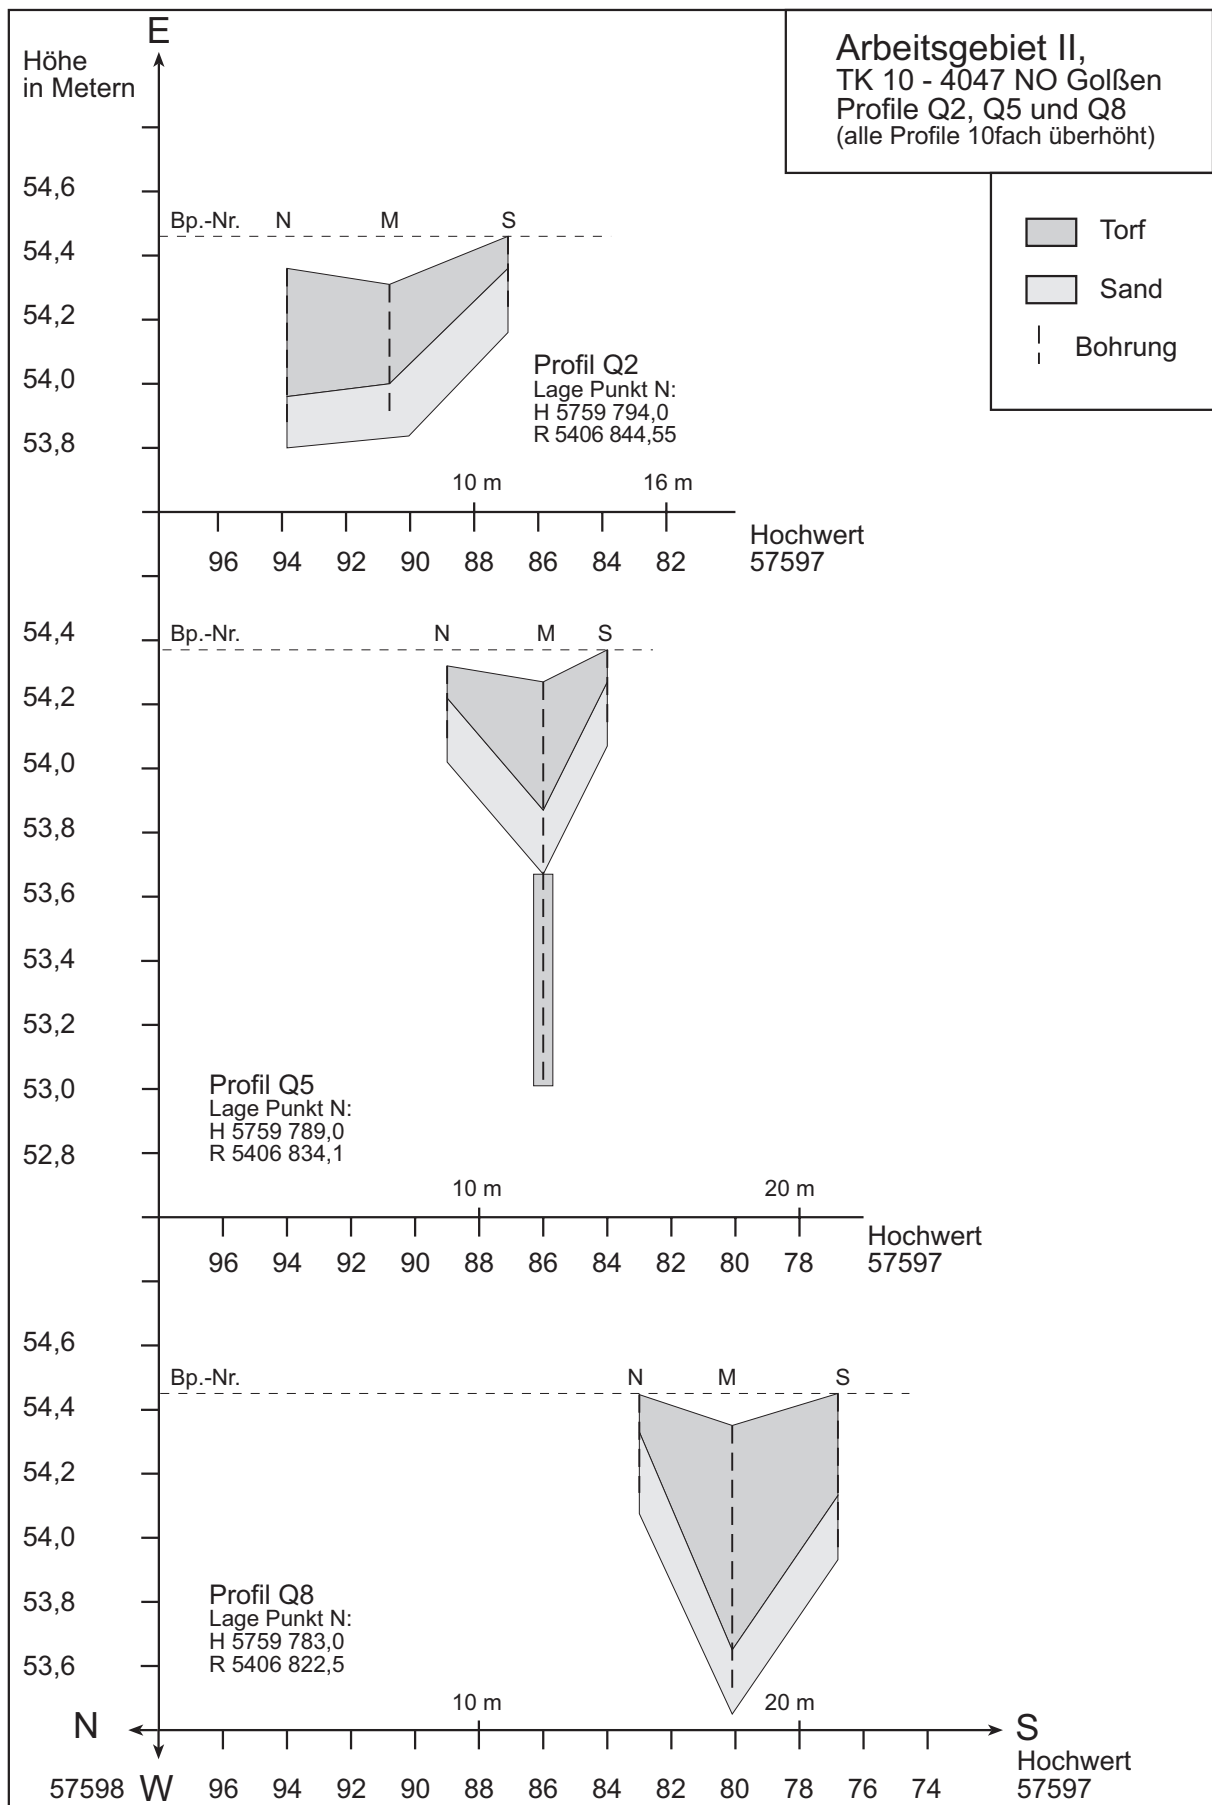 E
Höhe
in Metern
Arbeitsgebiet II,
TK 10 - 4047 NO Golßen
Profile Q2, Q5 und Q8
(alle Profile 10fach überhöht)
Torf
Sand
Bohrung
54,6
Bp.-Nr. N M S
54,4
54,2
54,0
53,8
Profil Q2
Lage Punkt N:
H 5759 794,0
R 5406 844,55
10 m 16 m
96 94 92 90 88 86 84 82
Hochwert
57597
54,4
Bp.-Nr. N M S
54,2
54,0
53,8
53,6
53,4
53,2
53,0
52,8
Profil Q5
Lage Punkt N:
H 5759 789,0
R 5406 834,1
10 m 20 m
96 94 92 90 88 86 84 82 80 78
Hochwert
57597
54,6
Bp.-Nr. N M S
54,4
54,2
54,0
53,8
53,6
Profil Q8
Lage Punkt N:
H 5759 783,0
R 5406 822,5
10 m 20 m
N S
57598 W 96 94 92 90 88 86 84 82 80 78 76 74
Hochwert
57597